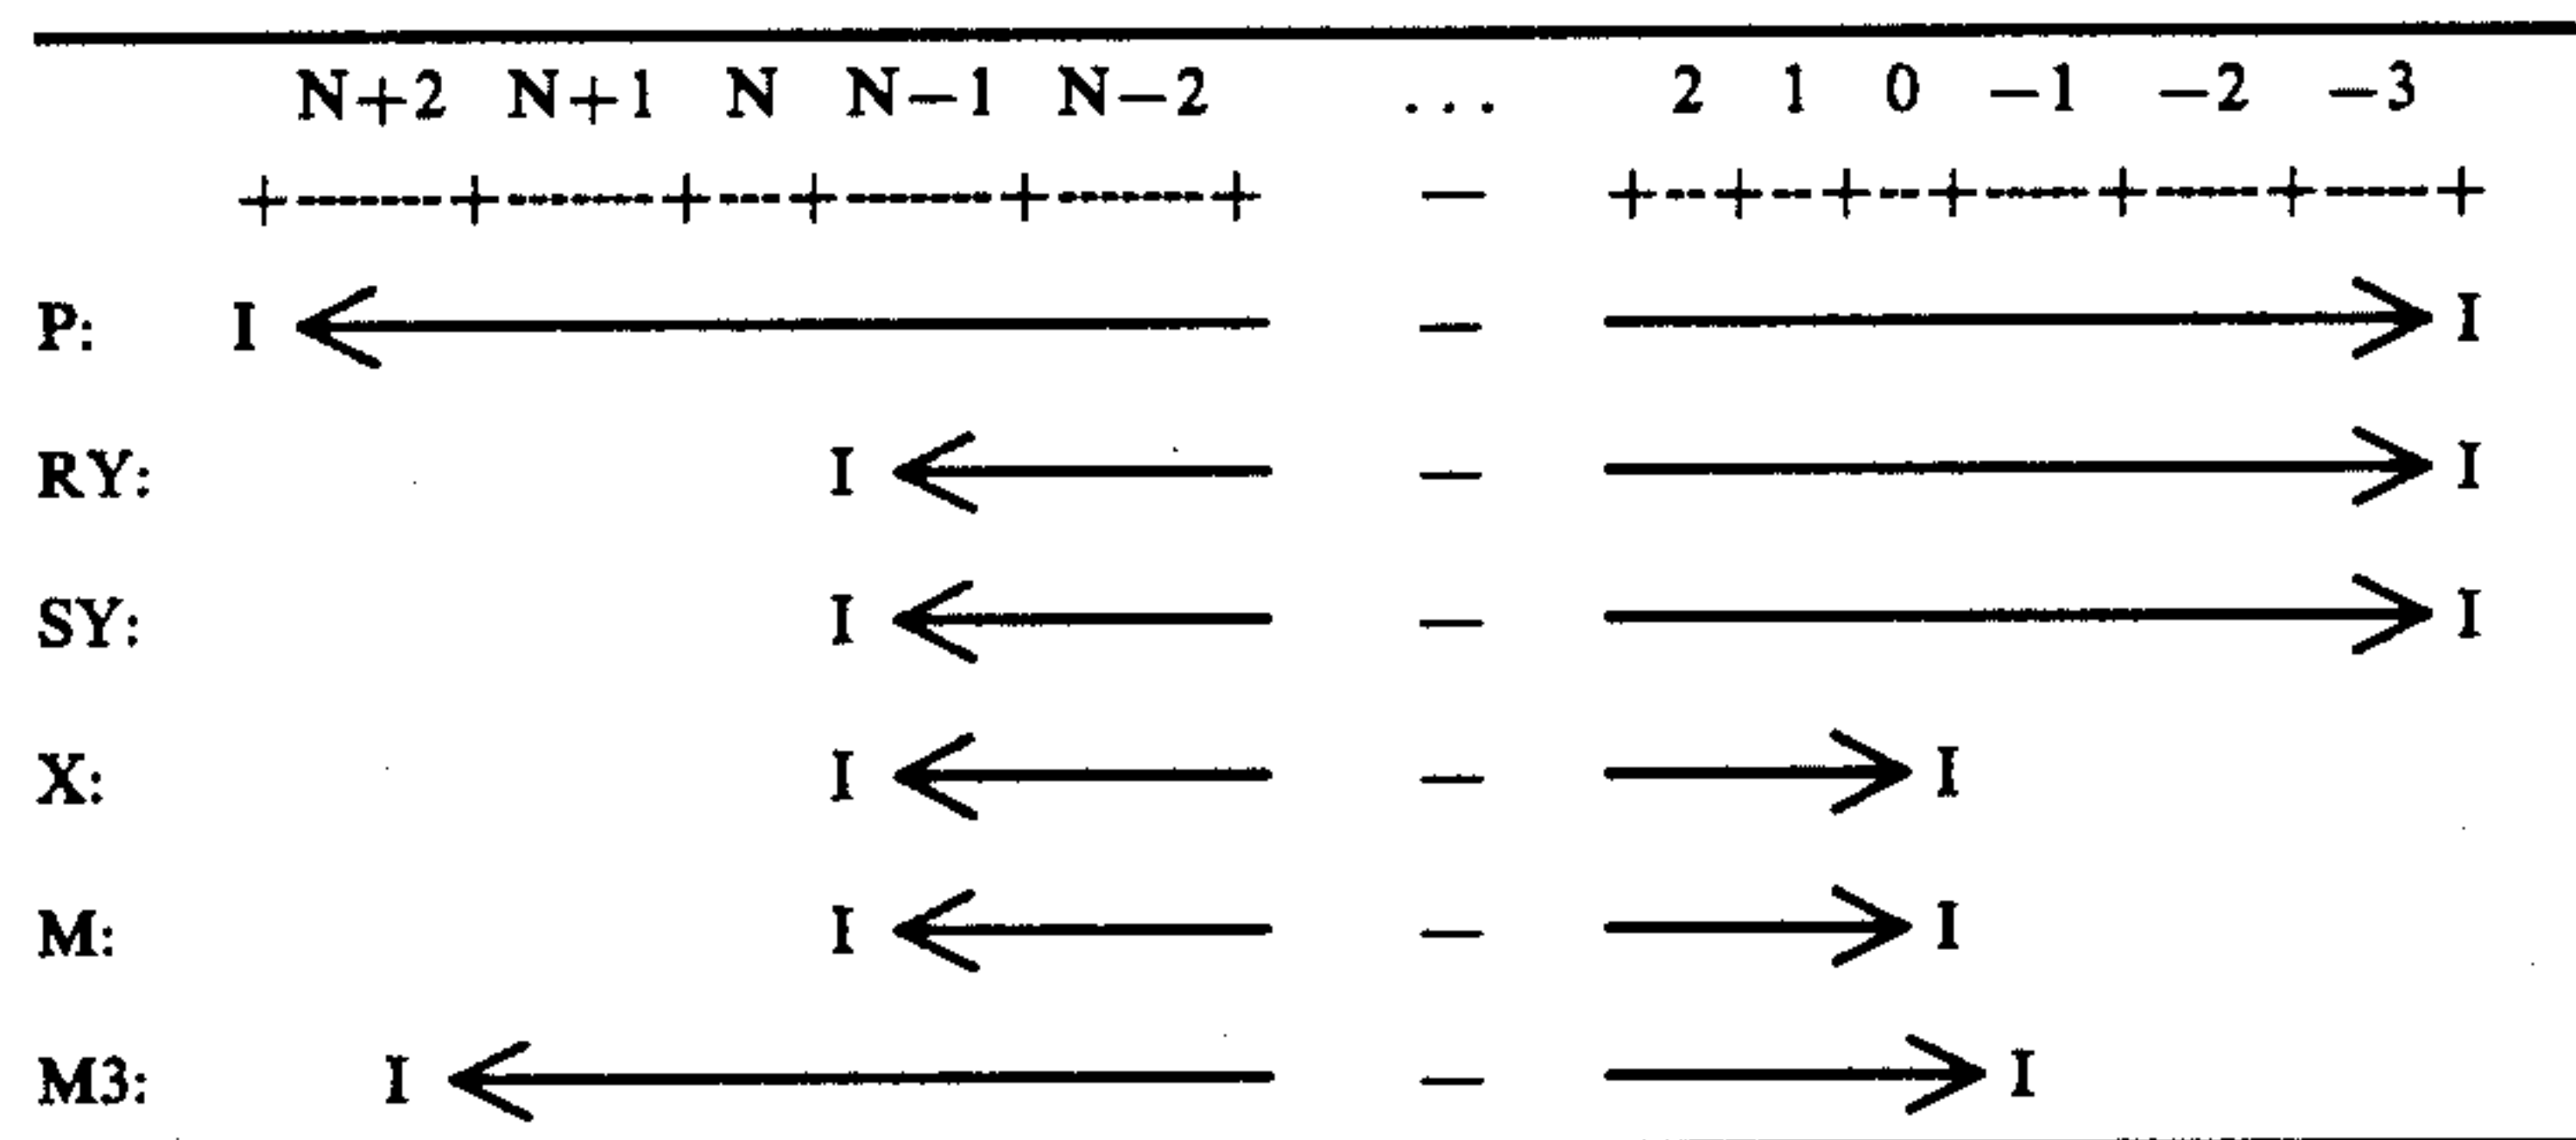 N+2 N+1 N N−1 N−2 ... 2 1 0 −1 −2 −3
P: I I
RY: I I
SY: I I
X: I I
M: I I
M3: I I